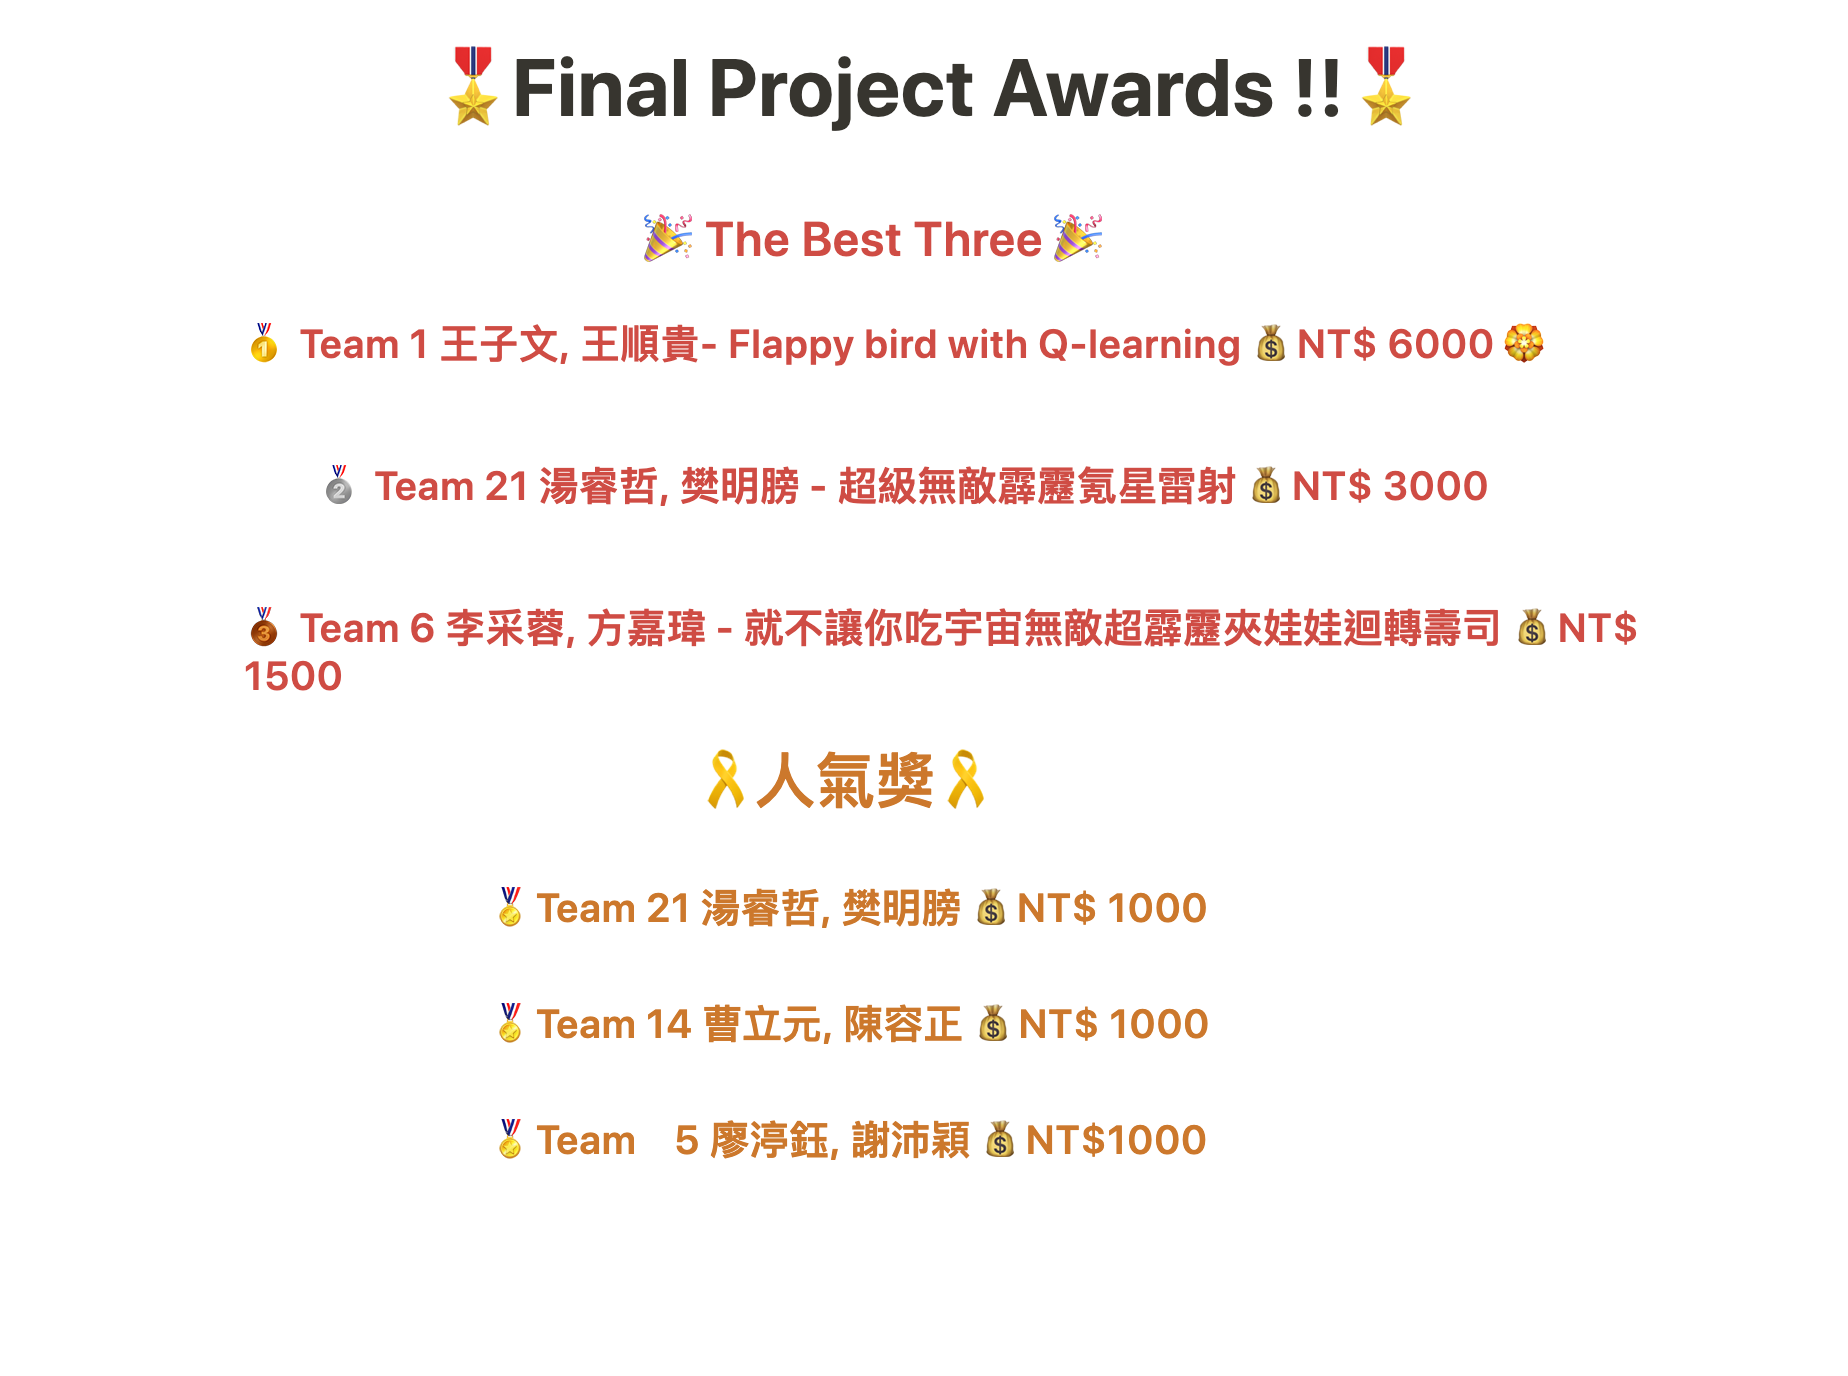 🎖️Final Project Awards !!🎖️
🎉 The Best Three 🎉
🥇 Team 1 王子文, 王順貴- Flappy bird with Q-learning 💰 NT$ 6000 🏵️
🥈 Team 21 湯睿哲, 樊明膀 - 超級無敵霹靂氪星雷射 💰 NT$ 3000
🥉 Team 6 李采蓉, 方嘉瑋 - 就不讓你吃宇宙無敵超霹靂夾娃娃迴轉壽司 💰 NT$
1500
🎗️人氣獎🎗️
🏅 Team 21 湯睿哲, 樊明膀 💰 NT$ 1000
🏅 Team 14 曹立元, 陳容正 💰 NT$ 1000
🏅 Team 5 廖渟鈺, 謝沛穎 💰 NT$1000